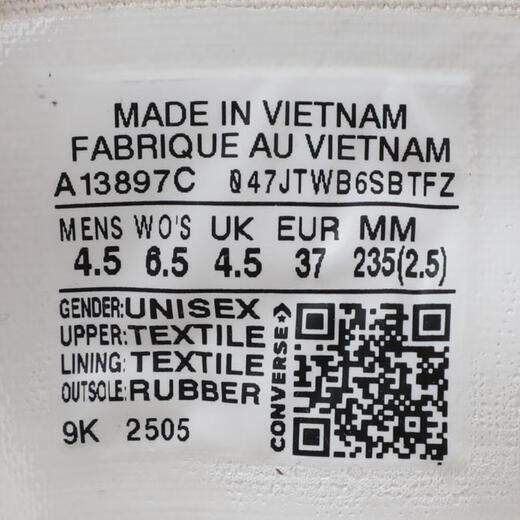 MADE IN VIETNAM
FABRIQUE AU VIETNAM
A13897C 047JTWB6SBTFZ
MENS WO'S UK EUR MM
4.5 6.5 4.5 37 235(2.5)
GENDER:UNISEX
UPPER:TEXTILE
LINING:TEXTILE
OUTSOLE:RUBBER
9K 2505
CONVERSE